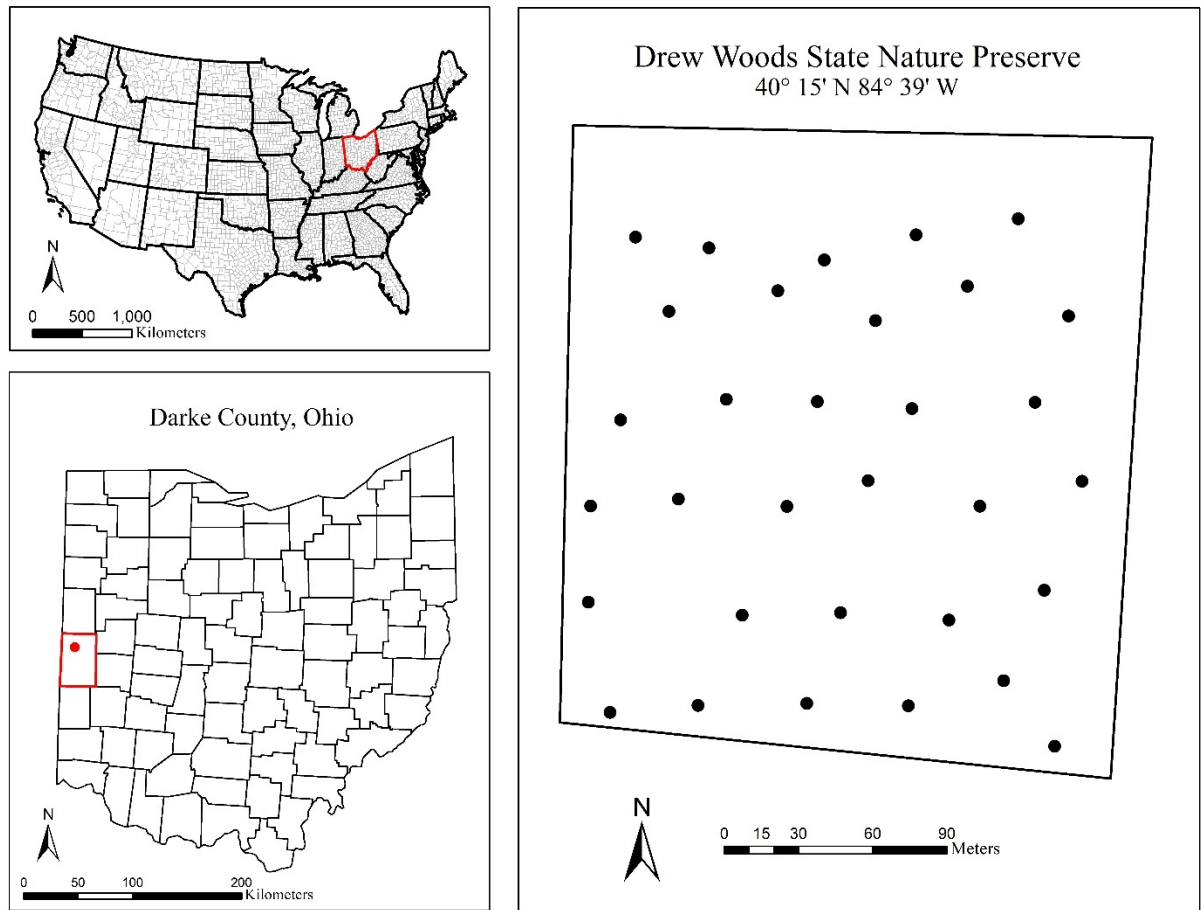 N
0 500 1,000
Kilometers
Darke County, Ohio
N
0 50 100 200
Kilometers
Drew Woods State Nature Preserve
40° 15' N 84° 39' W
N
0 15 30 60 90
Meters